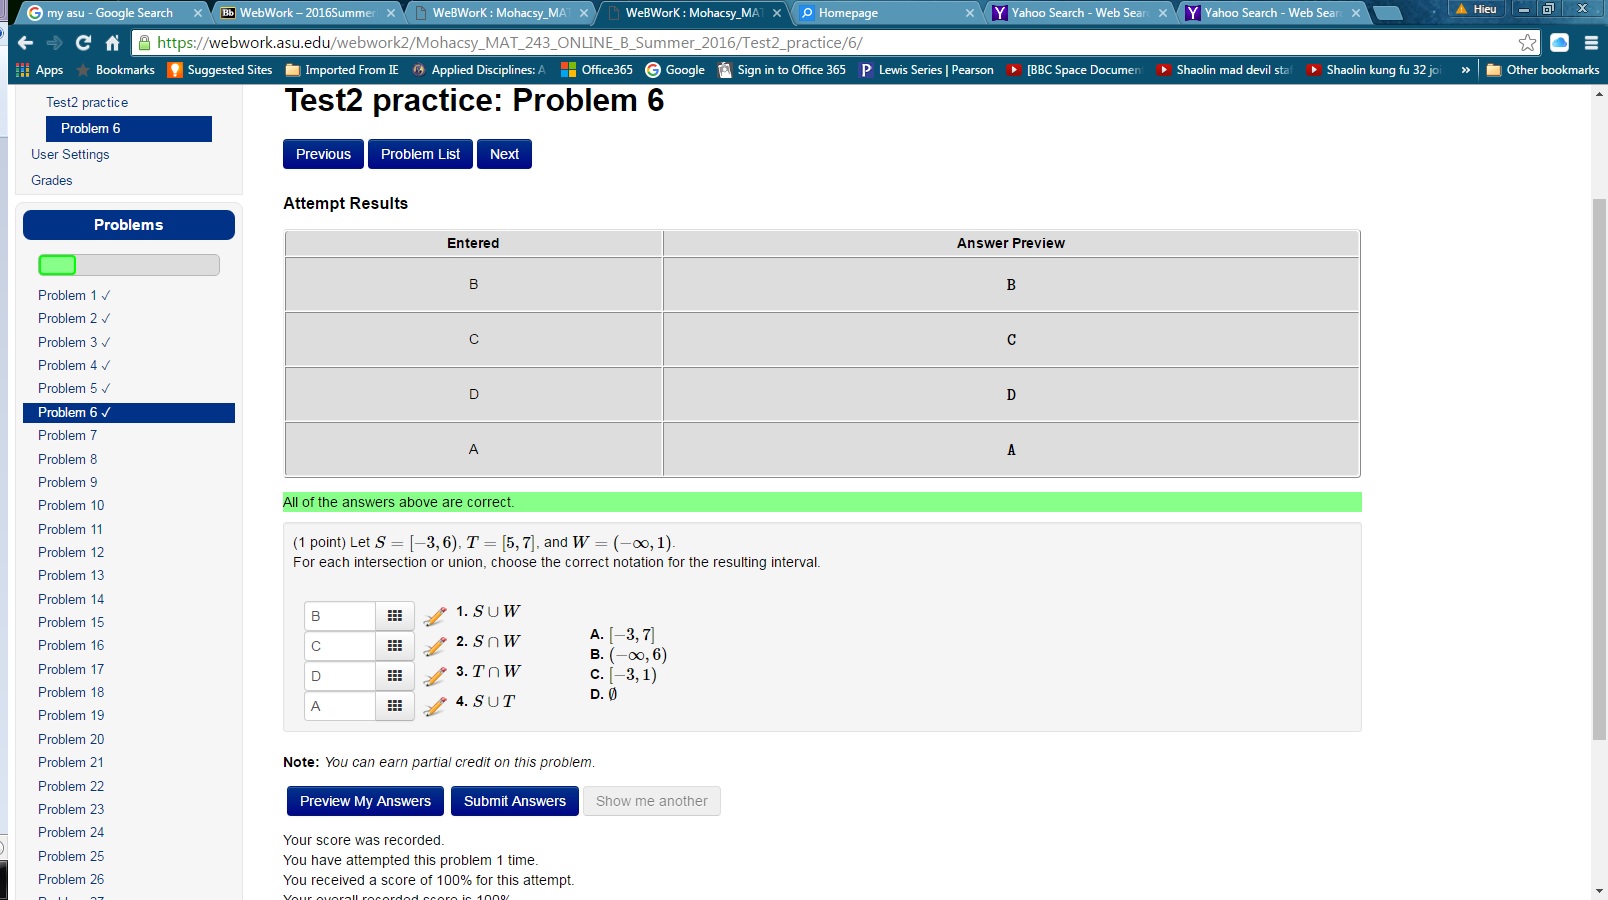 my asu - Google Search
WebWork – 2016Summer
WeBWorK : Mohacsy_MA
WeBWorK : Mohacsy_MA
Homepage
Yahoo Search - Web Sear
Yahoo Search - Web Sear
Hieu
https://webwork.asu.edu/webwork2/Mohacsy_MAT_243_ONLINE_B_Summer_2016/Test2_practice/6/
Apps Bookmarks Suggested Sites Imported From IE Applied Disciplines: A Office365 Google Sign in to Office 365 Lewis Series | Pearson [BBC Space Documen Shaolin mad devil staf Shaolin kung fu 32 joi » Other bookmarks
Test2 practice
Problem 6
User Settings
Grades
Problems
Problem 1 ✓
Problem 2 ✓
Problem 3 ✓
Problem 4 ✓
Problem 5 ✓
Problem 6 ✓
Problem 7
Problem 8
Problem 9
Problem 10
Problem 11
Problem 12
Problem 13
Problem 14
Problem 15
Problem 16
Problem 17
Problem 18
Problem 19
Problem 20
Problem 21
Problem 22
Problem 23
Problem 24
Problem 25
Problem 26
Test2 practice: Problem 6
Previous Problem List Next
Attempt Results
Entered Answer Preview
B B
C C
D D
A A
All of the answers above are correct.
(1 point) Let S = [−3, 6), T = [5, 7], and W = (−∞, 1).
For each intersection or union, choose the correct notation for the resulting interval.
B 1. S ∪ W
C 2. S ∩ W
D 3. T ∩ W
A 4. S ∪ T
A. [−3, 7]
B. (−∞, 6)
C. [−3, 1)
D. ∅
Note: You can earn partial credit on this problem.
Preview My Answers Submit Answers Show me another
Your score was recorded.
You have attempted this problem 1 time.
You received a score of 100% for this attempt.
Your overall recorded score is 100%